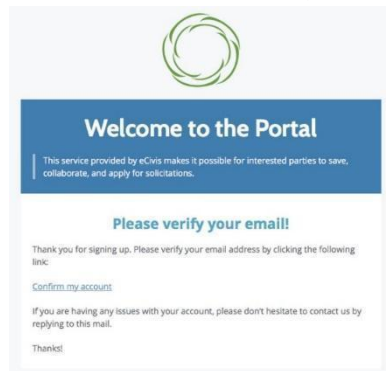 Welcome to the Portal
This service provided by eCivis makes it possible for interested parties to save,
collaborate, and apply for solicitations.
Please verify your email!
Thank you for signing up. Please verify your email address by clicking the following
link:
Confirm my account
If you are having any issues with your account, please don't hesitate to contact us by
replying to this mail.
Thanks!